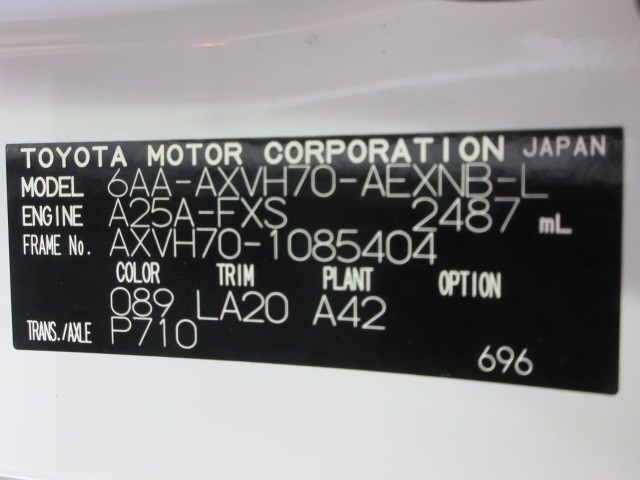 TOYOTA MOTOR CORPORATION JAPAN
MODEL 6AA-AXVH70-AEXNB-L
ENGINE A25A-FXS 2487 mL
FRAME No. AXVH70-1085404
COLOR TRIM PLANT OPTION
089 LA20 A42
TRANS./AXLE P710
696